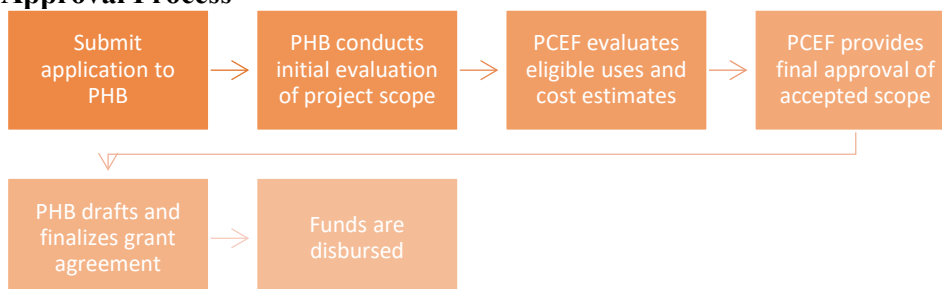 Approval Process
Submit
application to
PHB
PHB conducts
initial evaluation
of project scope
PCEF evaluates
eligible uses and
cost estimates
PCEF provides
final approval of
accepted scope
PHB drafts and
finalizes grant
agreement
Funds are
disbursed